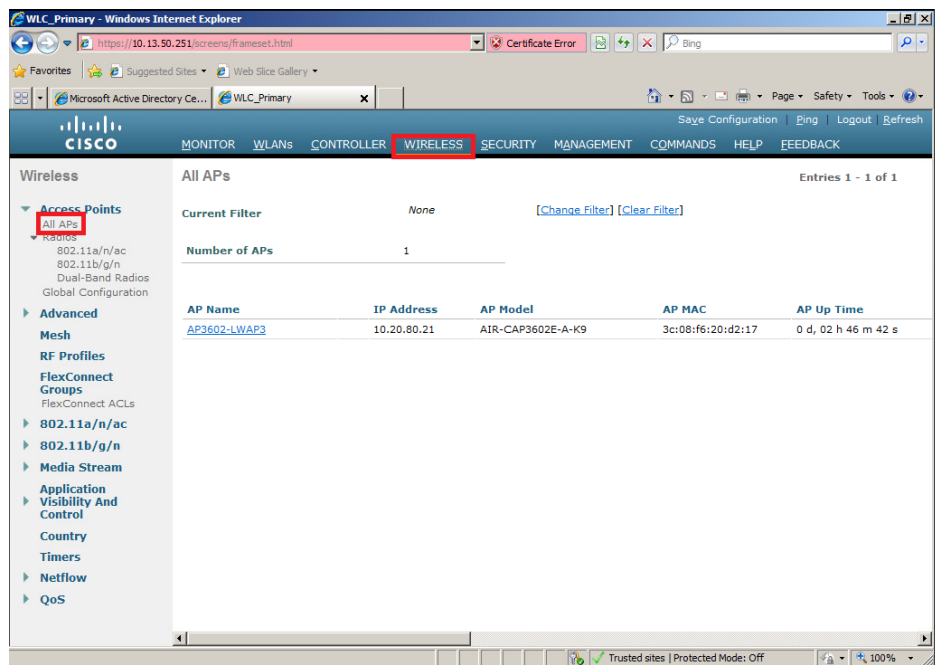 WLC_Primary - Windows Internet Explorer
https://10.13.50.251/screens/frameset.html
Certificate Error
Bing
Favorites
Suggested Sites
Web Slice Gallery
Microsoft Active Directory Ce...
WLC_Primary
Page
Safety
Tools
Save Configuration | Ping | Logout | Refresh
CISCO
MONITOR WLANs CONTROLLER WIRELESS SECURITY MANAGEMENT COMMANDS HELP FEEDBACK
Wireless
Access Points
All APs
Radios
802.11a/n/ac
802.11b/g/n
Dual-Band Radios
Global Configuration
Advanced
Mesh
RF Profiles
FlexConnect
Groups
FlexConnect ACLs
802.11a/n/ac
802.11b/g/n
Media Stream
Application
Visibility And
Control
Country
Timers
Netflow
QoS
All APs
Entries 1 - 1 of 1
Current Filter None [Change Filter] [Clear Filter]
Number of APs 1
AP Name IP Address AP Model AP MAC AP Up Time
AP3602-LWAP3 10.20.80.21 AIR-CAP3602E-A-K9 3c:08:f6:20:d2:17 0 d, 02 h 46 m 42 s
Trusted sites | Protected Mode: Off
100%